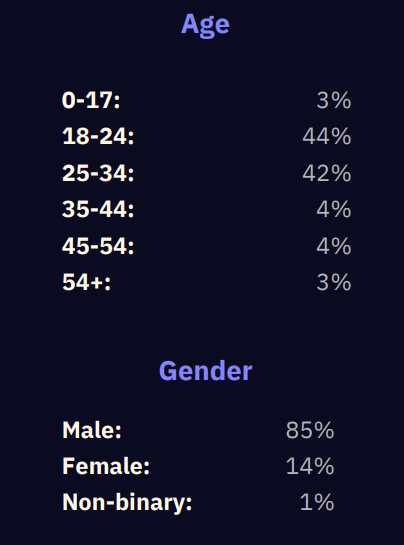 Age
0-17: 3%
18-24: 44%
25-34: 42%
35-44: 4%
45-54: 4%
54+: 3%
Gender
Male: 85%
Female: 14%
Non-binary: 1%